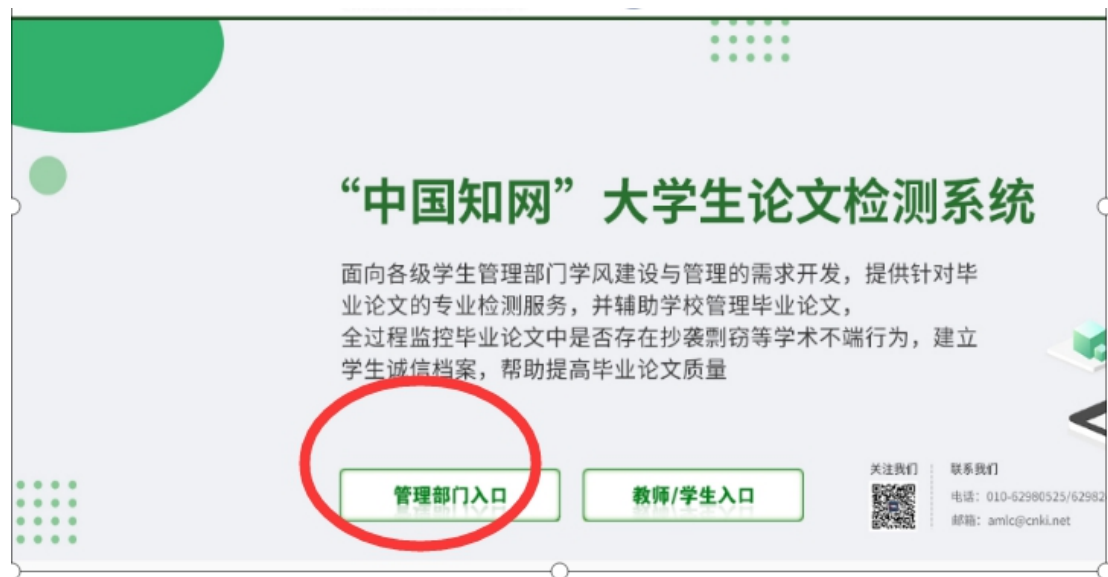 “中国知网”大学生论文检测系统
面向各级学生管理部门学风建设与管理的需求开发，提供针对毕
业论文的专业检测服务，并辅助学校管理毕业论文，
全过程监控毕业论文中是否存在抄袭剽窃等学术不端行为，建立
学生诚信档案，帮助提高毕业论文质量
管理部门入口
教师/学生入口
关注我们
联系我们
电话：010-62980525/6298
邮箱：amlc@cnki.net